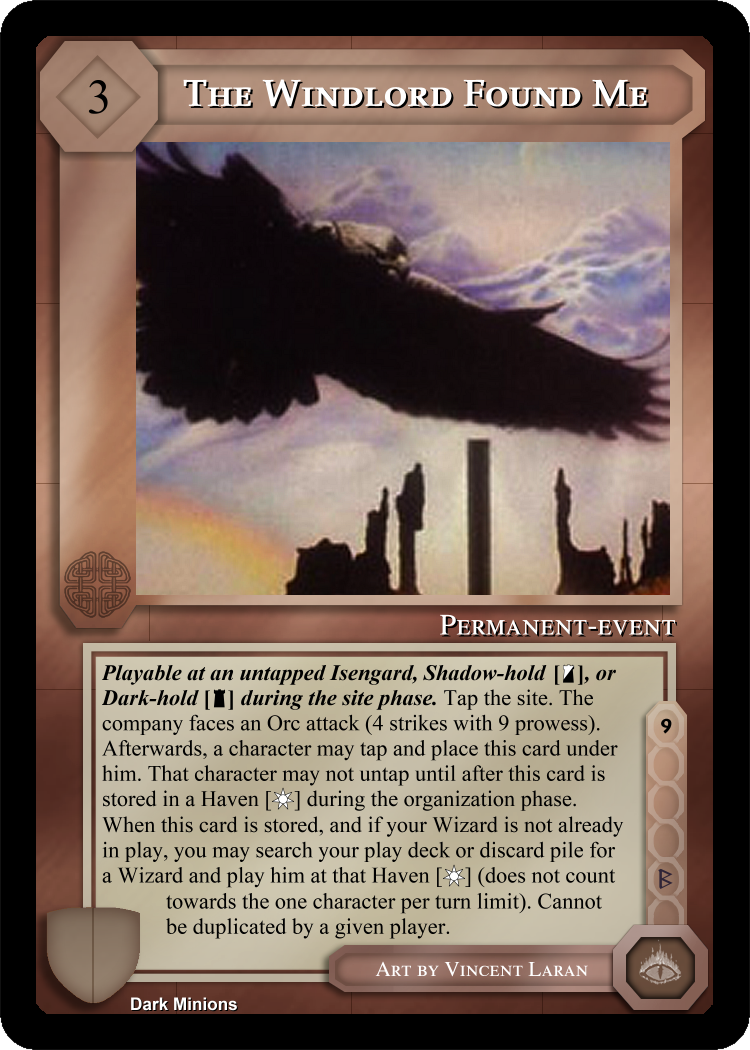 3
The Windlord Found Me
Permanent-event
Playable at an untapped Isengard, Shadow-hold [], or
Dark-hold [] during the site phase. Tap the site. The
company faces an Orc attack (4 strikes with 9 prowess).
Afterwards, a character may tap and place this card under
him. That character may not untap until after this card is
stored in a Haven [] during the organization phase.
When this card is stored, and if your Wizard is not already
in play, you may search your play deck or discard pile for
a Wizard and play him at that Haven [] (does not count
towards the one character per turn limit). Cannot
be duplicated by a given player.
9
Art by Vincent Laran
Dark Minions